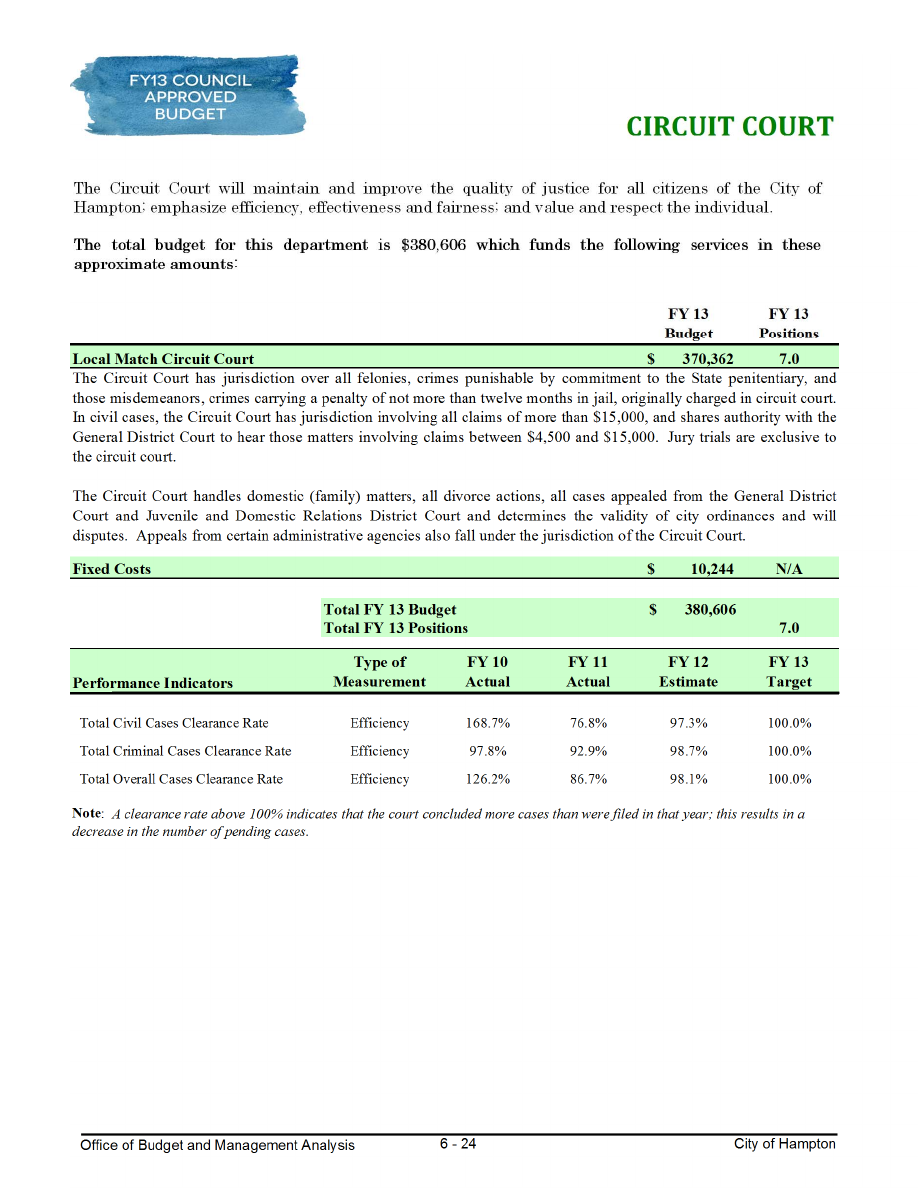 FY13 COUNCIL
APPROVED
BUDGET
CIRCUIT COURT
The Circuit Court will maintain and improve the quality of justice for all citizens of the City of
Hampton; emphasize efficiency, effectiveness and fairness; and value and respect the individual.
The total budget for this department is $380,606 which funds the following services in these
approximate amounts:
FY 13 FY 13
Budget Positions
Local Match Circuit Court $ 370,362 7.0
The Circuit Court has jurisdiction over all felonies, crimes punishable by commitment to the State penitentiary, and
those misdemeanors, crimes carrying a penalty of not more than twelve months in jail, originally charged in circuit court.
In civil cases, the Circuit Court has jurisdiction involving all claims of more than $15,000, and shares authority with the
General District Court to hear those matters involving claims between $4,500 and $15,000. Jury trials are exclusive to
the circuit court.
The Circuit Court handles domestic (family) matters, all divorce actions, all cases appealed from the General District
Court and Juvenile and Domestic Relations District Court and determines the validity of city ordinances and will
disputes. Appeals from certain administrative agencies also fall under the jurisdiction of the Circuit Court.
Fixed Costs $ 10,244 N/A
Total FY 13 Budget $ 380,606
Total FY 13 Positions 7.0
Type of FY 10 FY 11 FY 12 FY 13
Performance Indicators Measurement Actual Actual Estimate Target
Total Civil Cases Clearance Rate Efficiency 168.7% 76.8% 97.3% 100.0%
Total Criminal Cases Clearance Rate Efficiency 97.8% 92.9% 98.7% 100.0%
Total Overall Cases Clearance Rate Efficiency 126.2% 86.7% 98.1% 100.0%
Note: A clearance rate above 100% indicates that the court concluded more cases than were filed in that year; this results in a
decrease in the number of pending cases.
Office of Budget and Management Analysis 6 - 24 City of Hampton